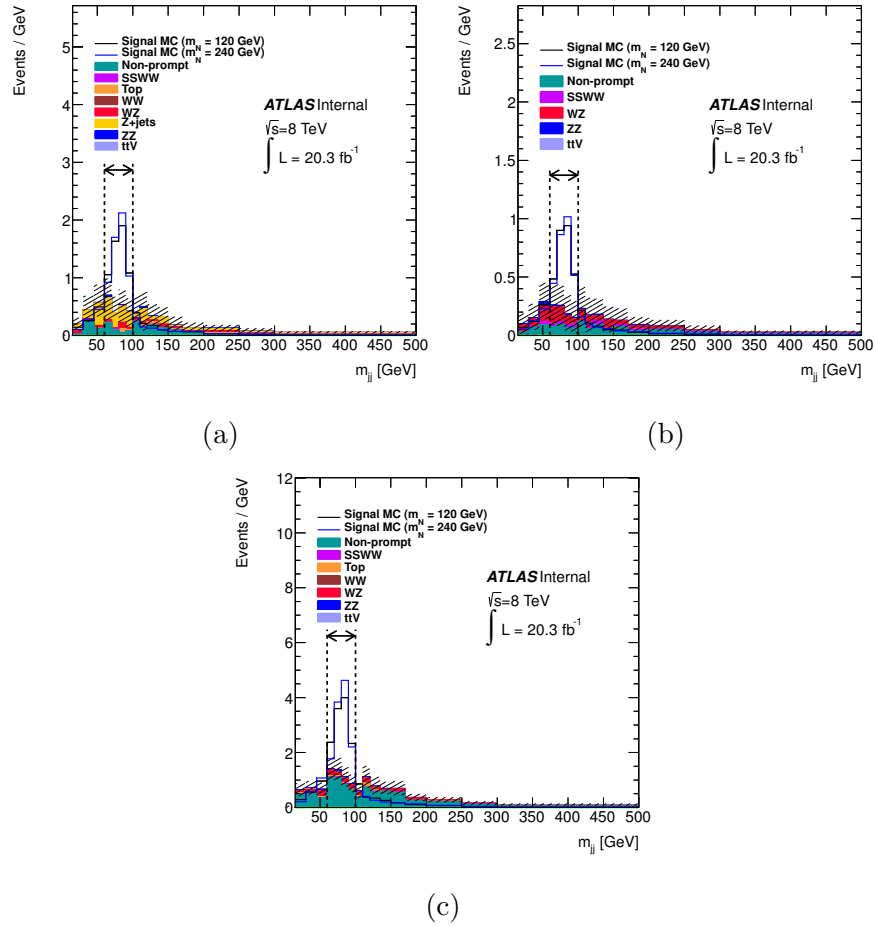 Events / GeV
5
4
3
2
1
0
Signal MC (m_N = 120 GeV)
Signal MC (m_N = 240 GeV)
Non-prompt
SSWW
Top
WW
WZ
Z+jets
ZZ
ttV
ATLAS Internal
√s=8 TeV
∫ L = 20.3 fb⁻¹
50 100 150 200 250 300 350 400 450 500
m_jj [GeV]
(a)
Events / GeV
2.5
2
1.5
1
0.5
0
Signal MC (m_N = 120 GeV)
Signal MC (m_N = 240 GeV)
Non-prompt
SSWW
WZ
ZZ
ttV
ATLAS Internal
√s=8 TeV
∫ L = 20.3 fb⁻¹
50 100 150 200 250 300 350 400 450 500
m_jj [GeV]
(b)
Events / GeV
12
10
8
6
4
2
0
Signal MC (m_N = 120 GeV)
Signal MC (m_N = 240 GeV)
Non-prompt
SSWW
Top
WW
WZ
ZZ
ttV
ATLAS Internal
√s=8 TeV
∫ L = 20.3 fb⁻¹
50 100 150 200 250 300 350 400 450 500
m_jj [GeV]
(c)